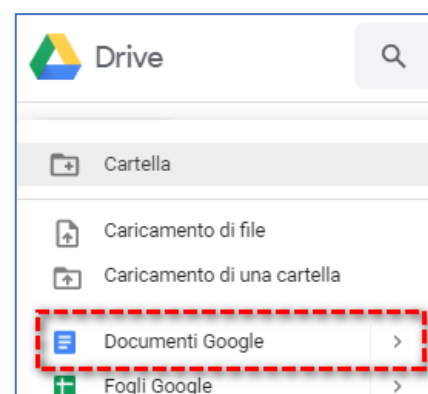 Drive
Cartella
Caricamento di file
Caricamento di una cartella
Documenti Google
Fogli Google